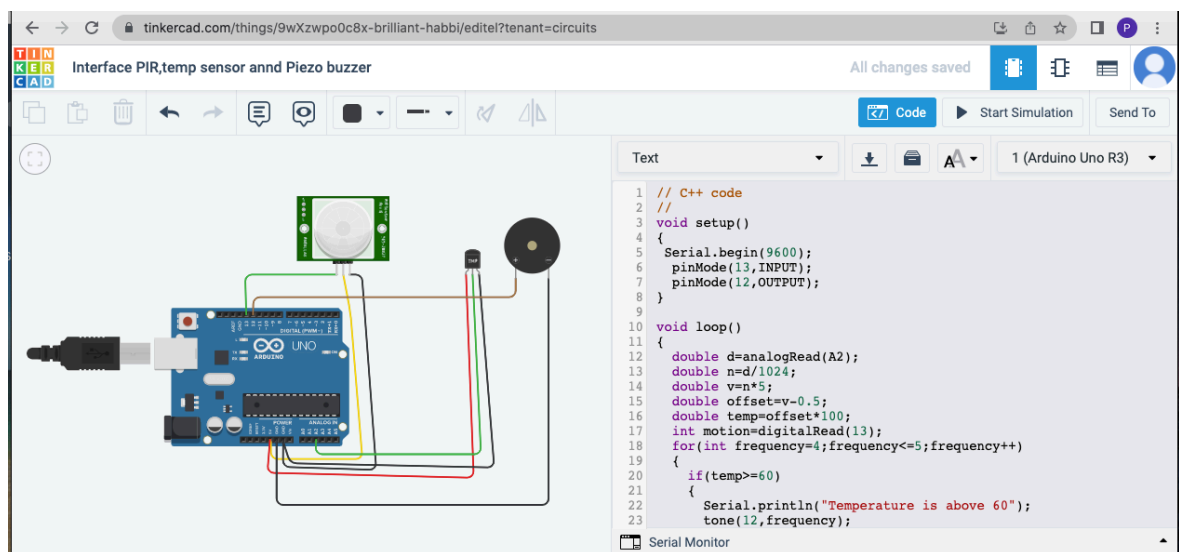 tinkercad.com/things/9wXzwpo0c8x-brilliant-habbi/editel?tenant=circuits
P
TIN
KER
CAD
Interface PIR,temp sensor annd Piezo buzzer
All changes saved
Code
Start Simulation
Send To
Text
1 (Arduino Uno R3)
1 // C++ code
2 //
3 void setup()
4 {
5 Serial.begin(9600);
6 pinMode(13,INPUT);
7 pinMode(12,OUTPUT);
8 }
9
10 void loop()
11 {
12 double d=analogRead(A2);
13 double n=d/1024;
14 double v=n*5;
15 double offset=v-0.5;
16 double temp=offset*100;
17 int motion=digitalRead(13);
18 for(int frequency=4;frequency<=5;frequency++)
19 {
20 if(temp>=60)
21 {
22 Serial.println("Temperature is above 60");
23 tone(12,frequency);
Serial Monitor
TMP
DIGITAL (PWM~)
UNO
ARDUINO
POWER
ANALOG IN